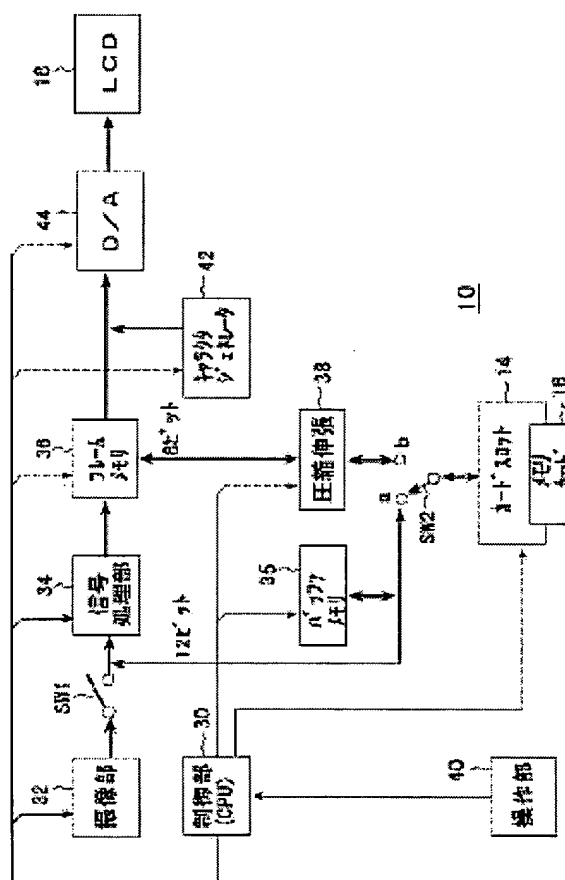 32
撮像部
SW1
34
信号
処理部
36
フレーム
メモリ
44
D/A
18
LCD
12ビット
8ビット
42
キャラクタ
ジェネレータ
30
制御部
(CPU)
35
バッファ
メモリ
38
圧縮伸張
a
b
SW2
10
40
操作部
14
カードスロット
16
メモリ
カード